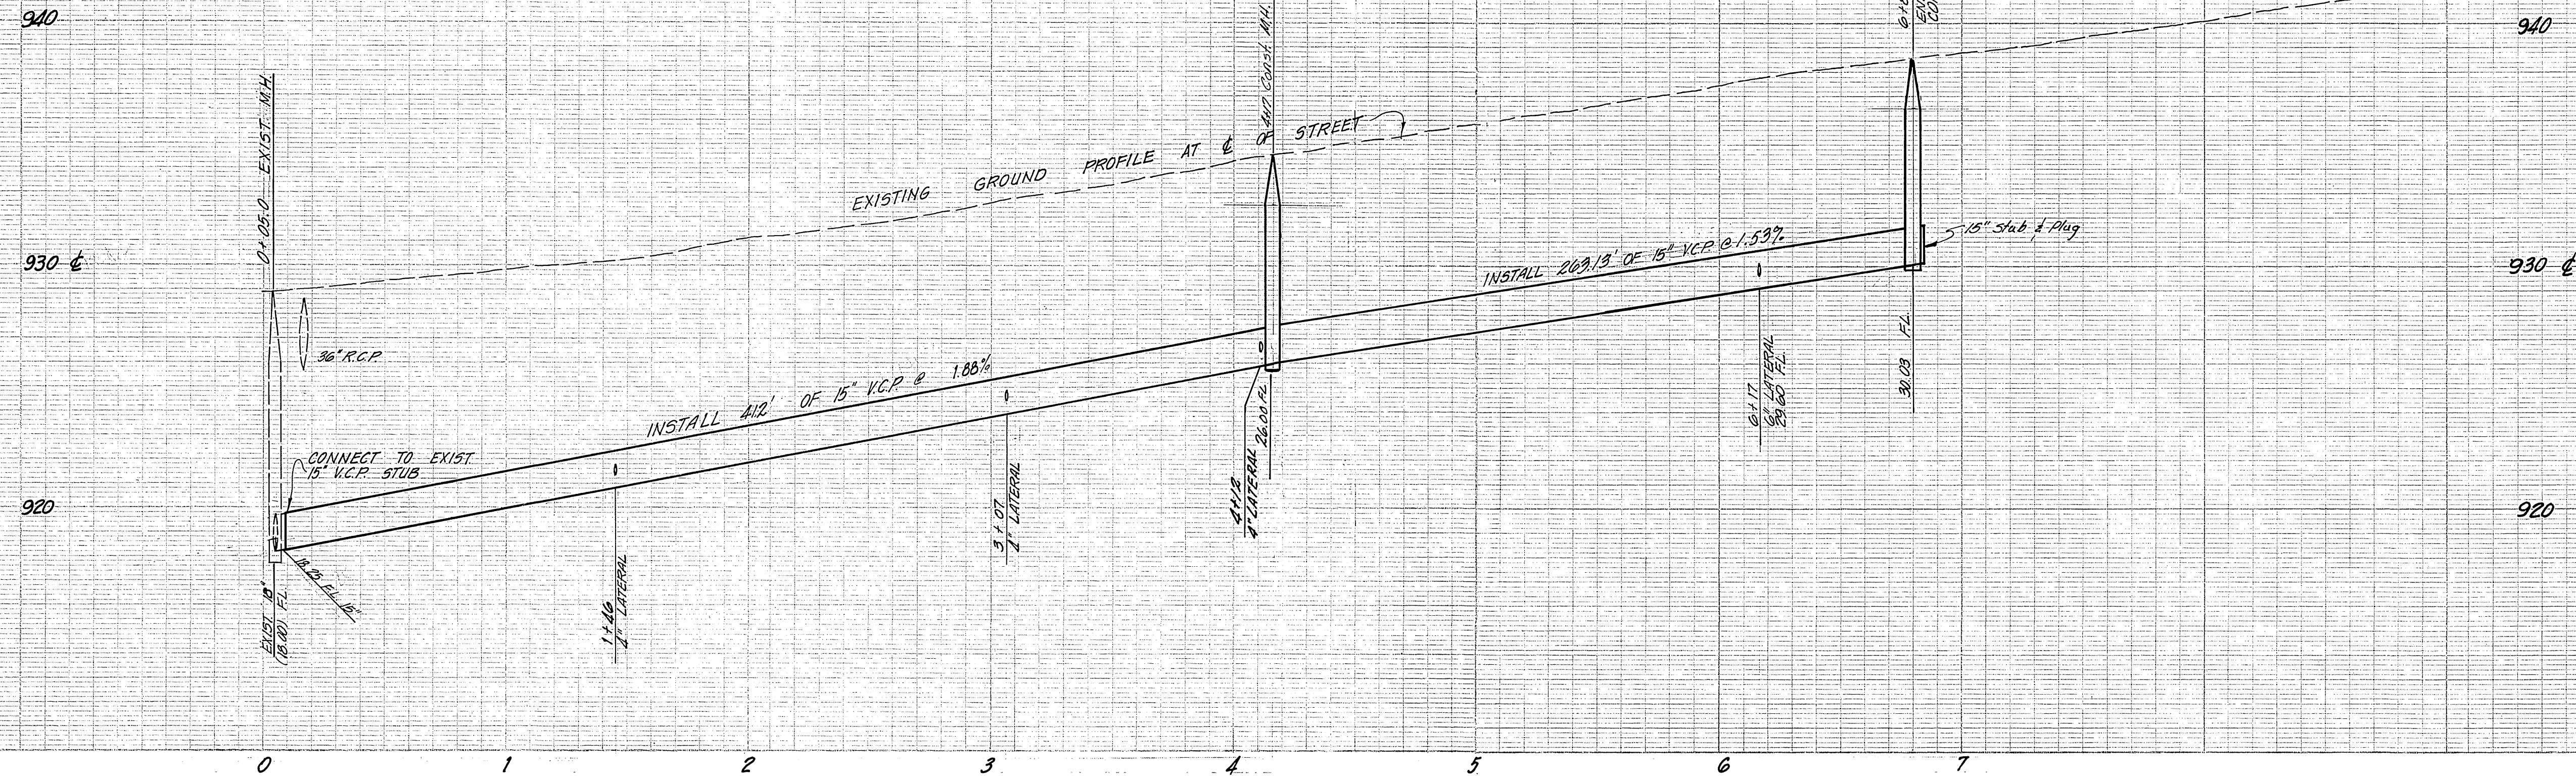 940
940
0+05.0 EXIST. M.H.
Const. M.H.
EXISTING GROUND PROFILE AT ℄ OF STREET
930 ℄
930 ℄
36" R.C.P.
INSTALL 412' OF 15" V.C.P. @ 1.88%
INSTALL 263.13' OF 15" V.C.P. @ 1.53%
15" Stub & Plug
CONNECT TO EXIST.
15" V.C.P. STUB
920
920
EXIST. 18"
(18.00) F.L.
18.25 F.L. 15"
1+46
4" LATERAL
3+07
4" LATERAL
4+12
4" LATERAL
26.00 F.L.
6+17
6" LATERAL
29.60 F.L.
30.03 F.L.
0 1 2 3 4 5 6 7